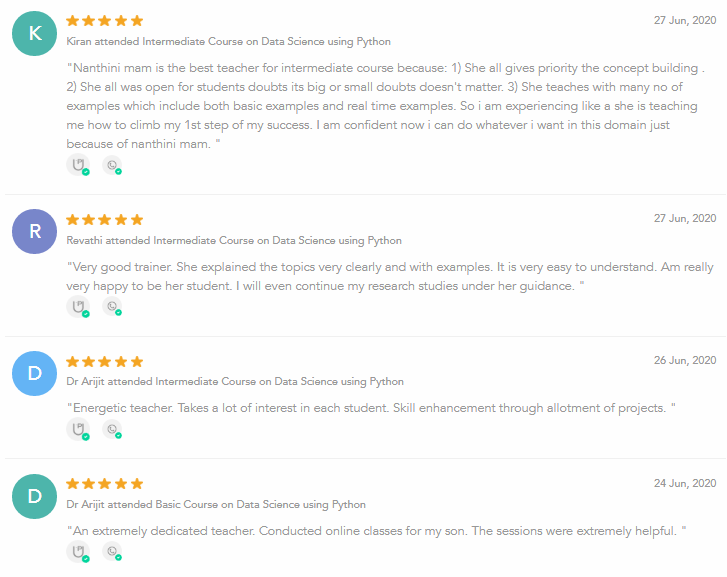 K
27 Jun, 2020
Kiran attended Intermediate Course on Data Science using Python
"Nanthini mam is the best teacher for intermediate course because: 1) She all gives priority the concept building .
2) She all was open for students doubts its big or small doubts doesn't matter. 3) She teaches with many no of
examples which include both basic examples and real time examples. So i am experiencing like a she is teaching
me how to climb my 1st step of my success. I am confident now i can do whatever i want in this domain just
because of nanthini mam. "
R
27 Jun, 2020
Revathi attended Intermediate Course on Data Science using Python
"Very good trainer. She explained the topics very clearly and with examples. It is very easy to understand. Am really
very happy to be her student. I will even continue my research studies under her guidance. "
D
26 Jun, 2020
Dr Arijit attended Intermediate Course on Data Science using Python
"Energetic teacher. Takes a lot of interest in each student. Skill enhancement through allotment of projects. "
D
24 Jun, 2020
Dr Arijit attended Basic Course on Data Science using Python
"An extremely dedicated teacher. Conducted online classes for my son. The sessions were extremely helpful. "